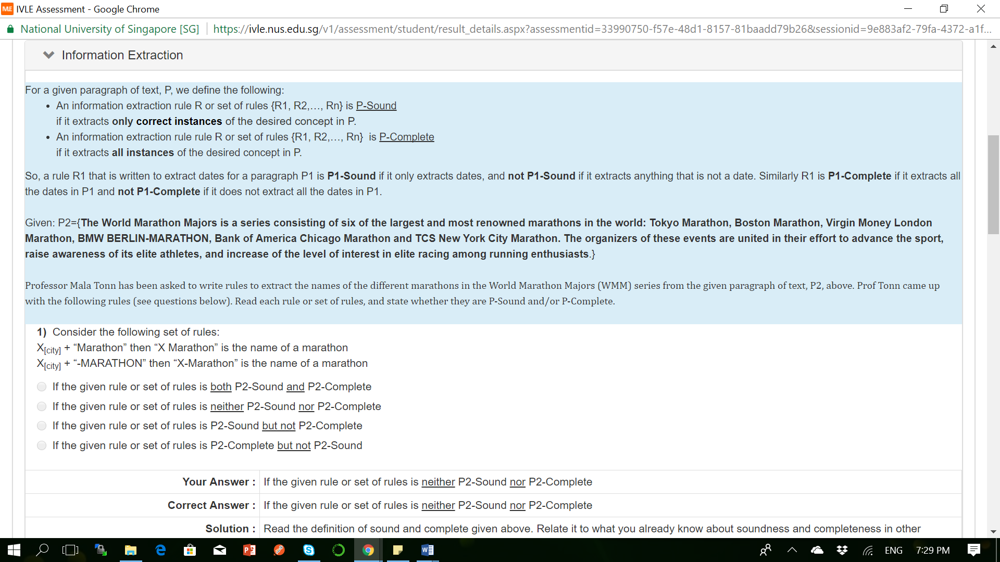 IVLE Assessment - Google Chrome
National University of Singapore [SG] https://ivle.nus.edu.sg/v1/assessment/student/result_details.aspx?assessmentid=33990750-f57e-48d1-8157-81baadd79b26&sessionid=9e883af2-79fa-4372-a1f...
Information Extraction
For a given paragraph of text, P, we define the following:
• An information extraction rule R or set of rules {R1, R2,…, Rn} is P-Sound
if it extracts only correct instances of the desired concept in P.
• An information extraction rule rule R or set of rules {R1, R2,…, Rn} is P-Complete
if it extracts all instances of the desired concept in P.
So, a rule R1 that is written to extract dates for a paragraph P1 is P1-Sound if it only extracts dates, and not P1-Sound if it extracts anything that is not a date. Similarly R1 is P1-Complete if it extracts all
the dates in P1 and not P1-Complete if it does not extract all the dates in P1.
Given: P2={The World Marathon Majors is a series consisting of six of the largest and most renowned marathons in the world: Tokyo Marathon, Boston Marathon, Virgin Money London
Marathon, BMW BERLIN-MARATHON, Bank of America Chicago Marathon and TCS New York City Marathon. The organizers of these events are united in their effort to advance the sport,
raise awareness of its elite athletes, and increase of the level of interest in elite racing among running enthusiasts.}
Professor Mala Tonn has been asked to write rules to extract the names of the different marathons in the World Marathon Majors (WMM) series from the given paragraph of text, P2, above. Prof Tonn came up
with the following rules (see questions below). Read each rule or set of rules, and state whether they are P-Sound and/or P-Complete.
1) Consider the following set of rules:
X[city] + “Marathon” then “X Marathon” is the name of a marathon
X[city] + “-MARATHON” then “X-Marathon” is the name of a marathon
If the given rule or set of rules is both P2-Sound and P2-Complete
If the given rule or set of rules is neither P2-Sound nor P2-Complete
If the given rule or set of rules is P2-Sound but not P2-Complete
If the given rule or set of rules is P2-Complete but not P2-Sound
Your Answer : If the given rule or set of rules is neither P2-Sound nor P2-Complete
Correct Answer : If the given rule or set of rules is neither P2-Sound nor P2-Complete
Solution : Read the definition of sound and complete given above. Relate it to what you already know about soundness and completeness in other
ENG 7:29 PM